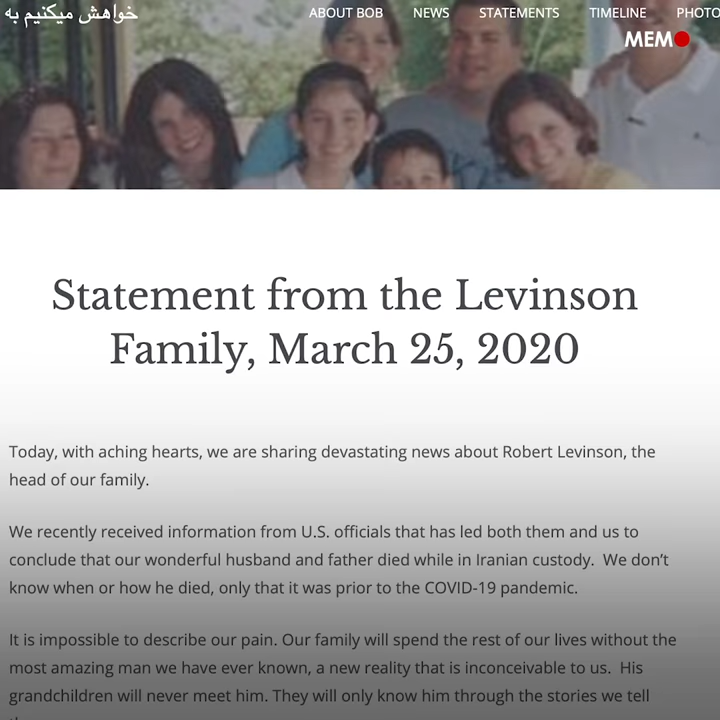 خواهش میکنیم به
ABOUT BOB NEWS STATEMENTS TIMELINE PHOTO
MEMO
Statement from the Levinson
Family, March 25, 2020
Today, with aching hearts, we are sharing devastating news about Robert Levinson, the
head of our family.
We recently received information from U.S. officials that has led both them and us to
conclude that our wonderful husband and father died while in Iranian custody. We don’t
know when or how he died, only that it was prior to the COVID-19 pandemic.
It is impossible to describe our pain. Our family will spend the rest of our lives without the
most amazing man we have ever known, a new reality that is inconceivable to us. His
grandchildren will never meet him. They will only know him through the stories we tell